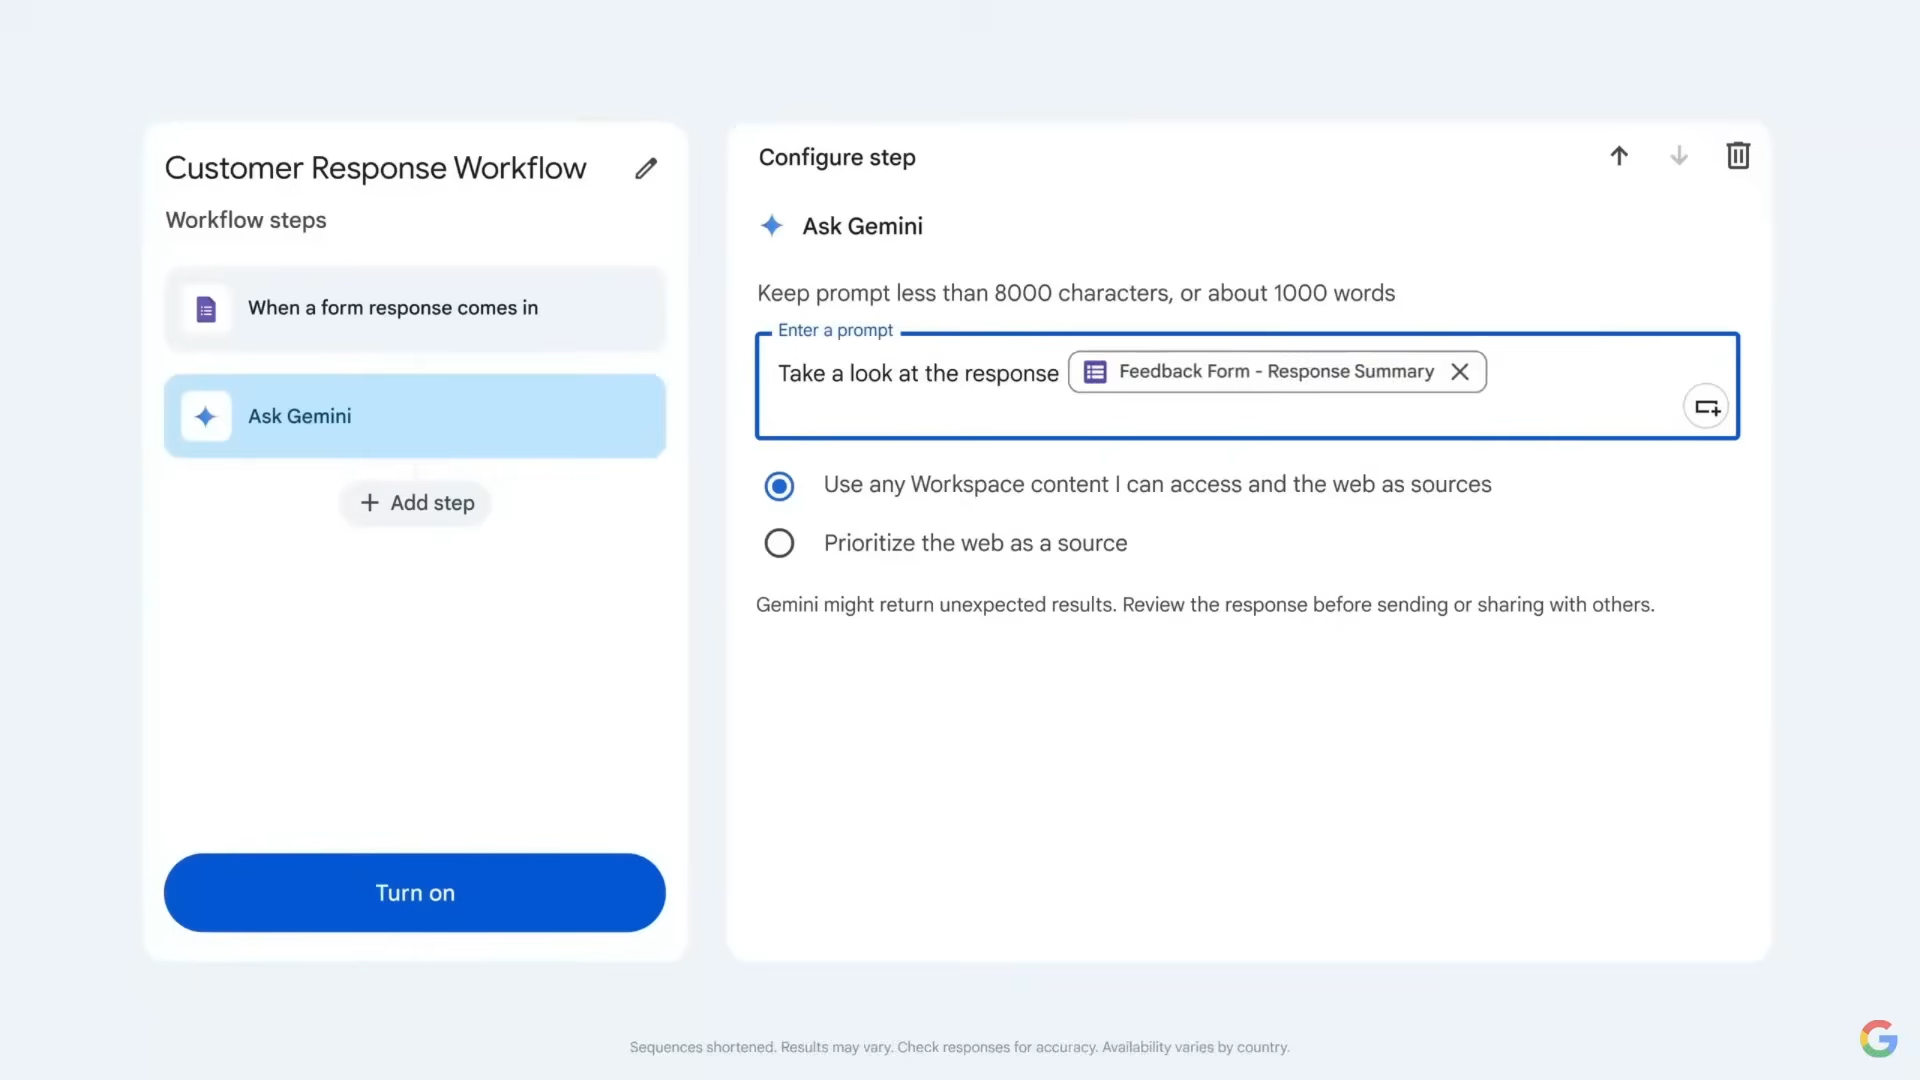 Customer Response Workflow
Workflow steps
When a form response comes in
Ask Gemini
+ Add step
Turn on
Configure step
Ask Gemini
Keep prompt less than 8000 characters, or about 1000 words
Enter a prompt
Take a look at the response Feedback Form - Response Summary
Use any Workspace content I can access and the web as sources
Prioritize the web as a source
Gemini might return unexpected results. Review the response before sending or sharing with others.
Sequences shortened. Results may vary. Check responses for accuracy. Availability varies by country.